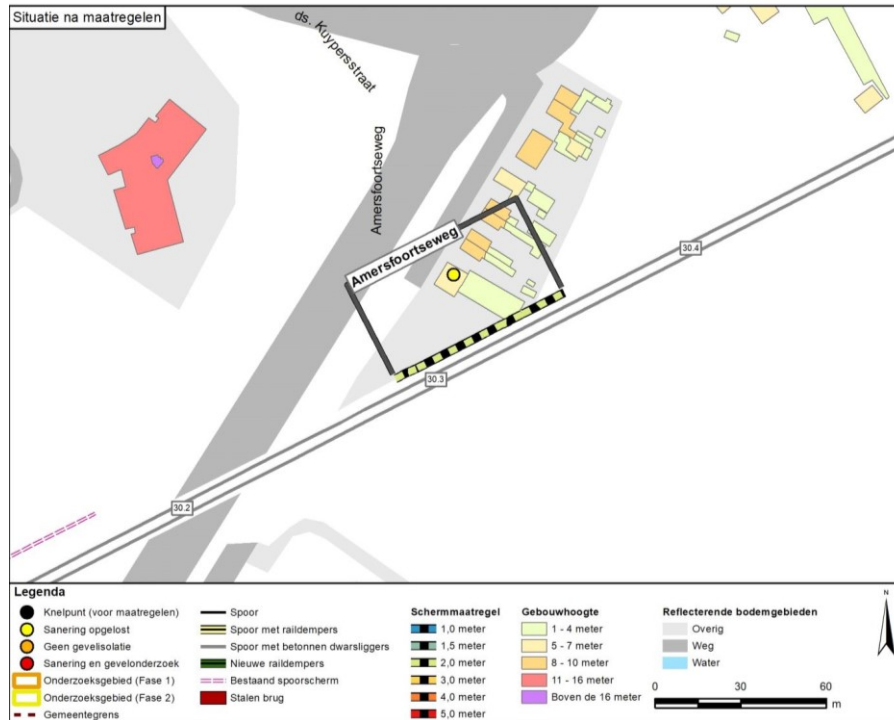 Situatie na maatregelen
ds. Kuypersstraat
Amersfoortseweg
Amersfoortseweg
30.4
30.3
30.2
Legenda
Knelpunt (voor maatregelen)
Sanering opgelost
Geen gevelisolatie
Sanering en gevelonderzoek
Onderzoeksgebied (Fase 1)
Onderzoeksgebied (Fase 2)
Gemeentegrens
Spoor
Spoor met raildempers
Spoor met betonnen dwarsliggers
Nieuwe raildempers
Bestaand spoorscherm
Stalen brug
Schermmaatregel
1,0 meter
1,5 meter
2,0 meter
3,0 meter
4,0 meter
5,0 meter
Gebouwhoogte
1 - 4 meter
5 - 7 meter
8 - 10 meter
11 - 16 meter
Boven de 16 meter
Reflecterende bodemgebieden
Overig
Weg
Water
N
0 30 60
m